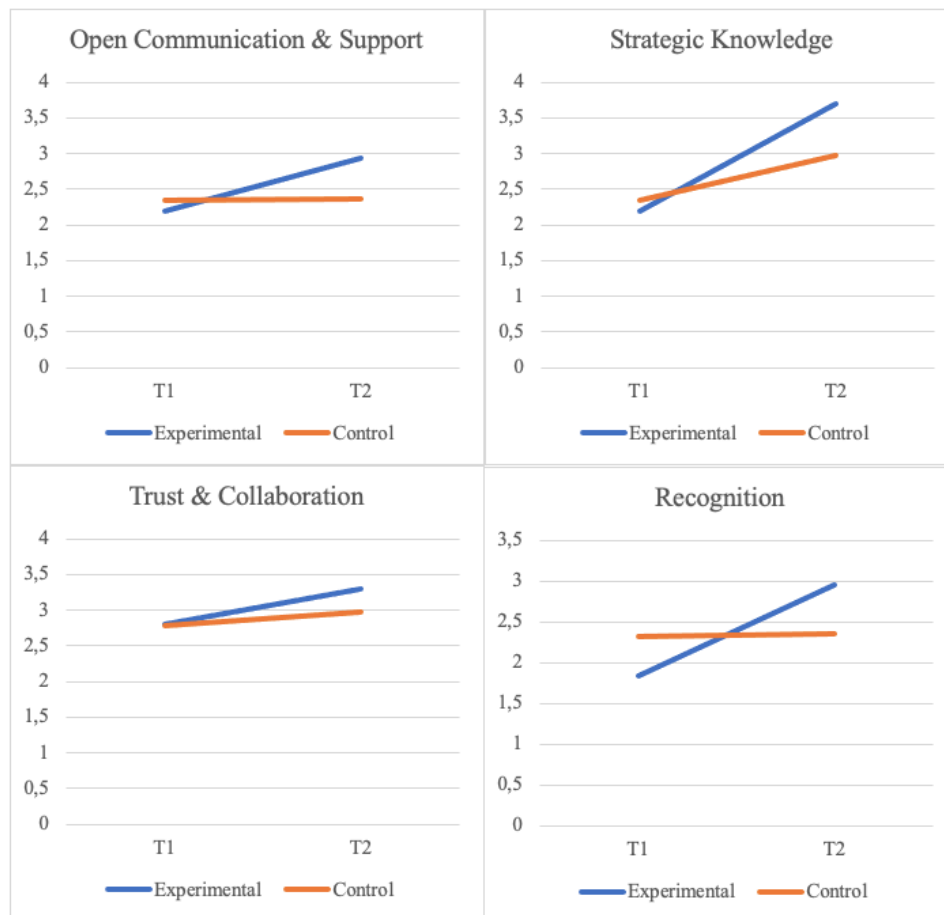 Open Communication & Support
4
3,5
3
2,5
2
1,5
1
0,5
0
T1 T2
Experimental Control
Strategic Knowledge
4
3,5
3
2,5
2
1,5
1
0,5
0
T1 T2
Experimental Control
Trust & Collaboration
4
3,5
3
2,5
2
1,5
1
0,5
0
T1 T2
Experimental Control
Recognition
3,5
3
2,5
2
1,5
1
0,5
0
T1 T2
Experimental Control